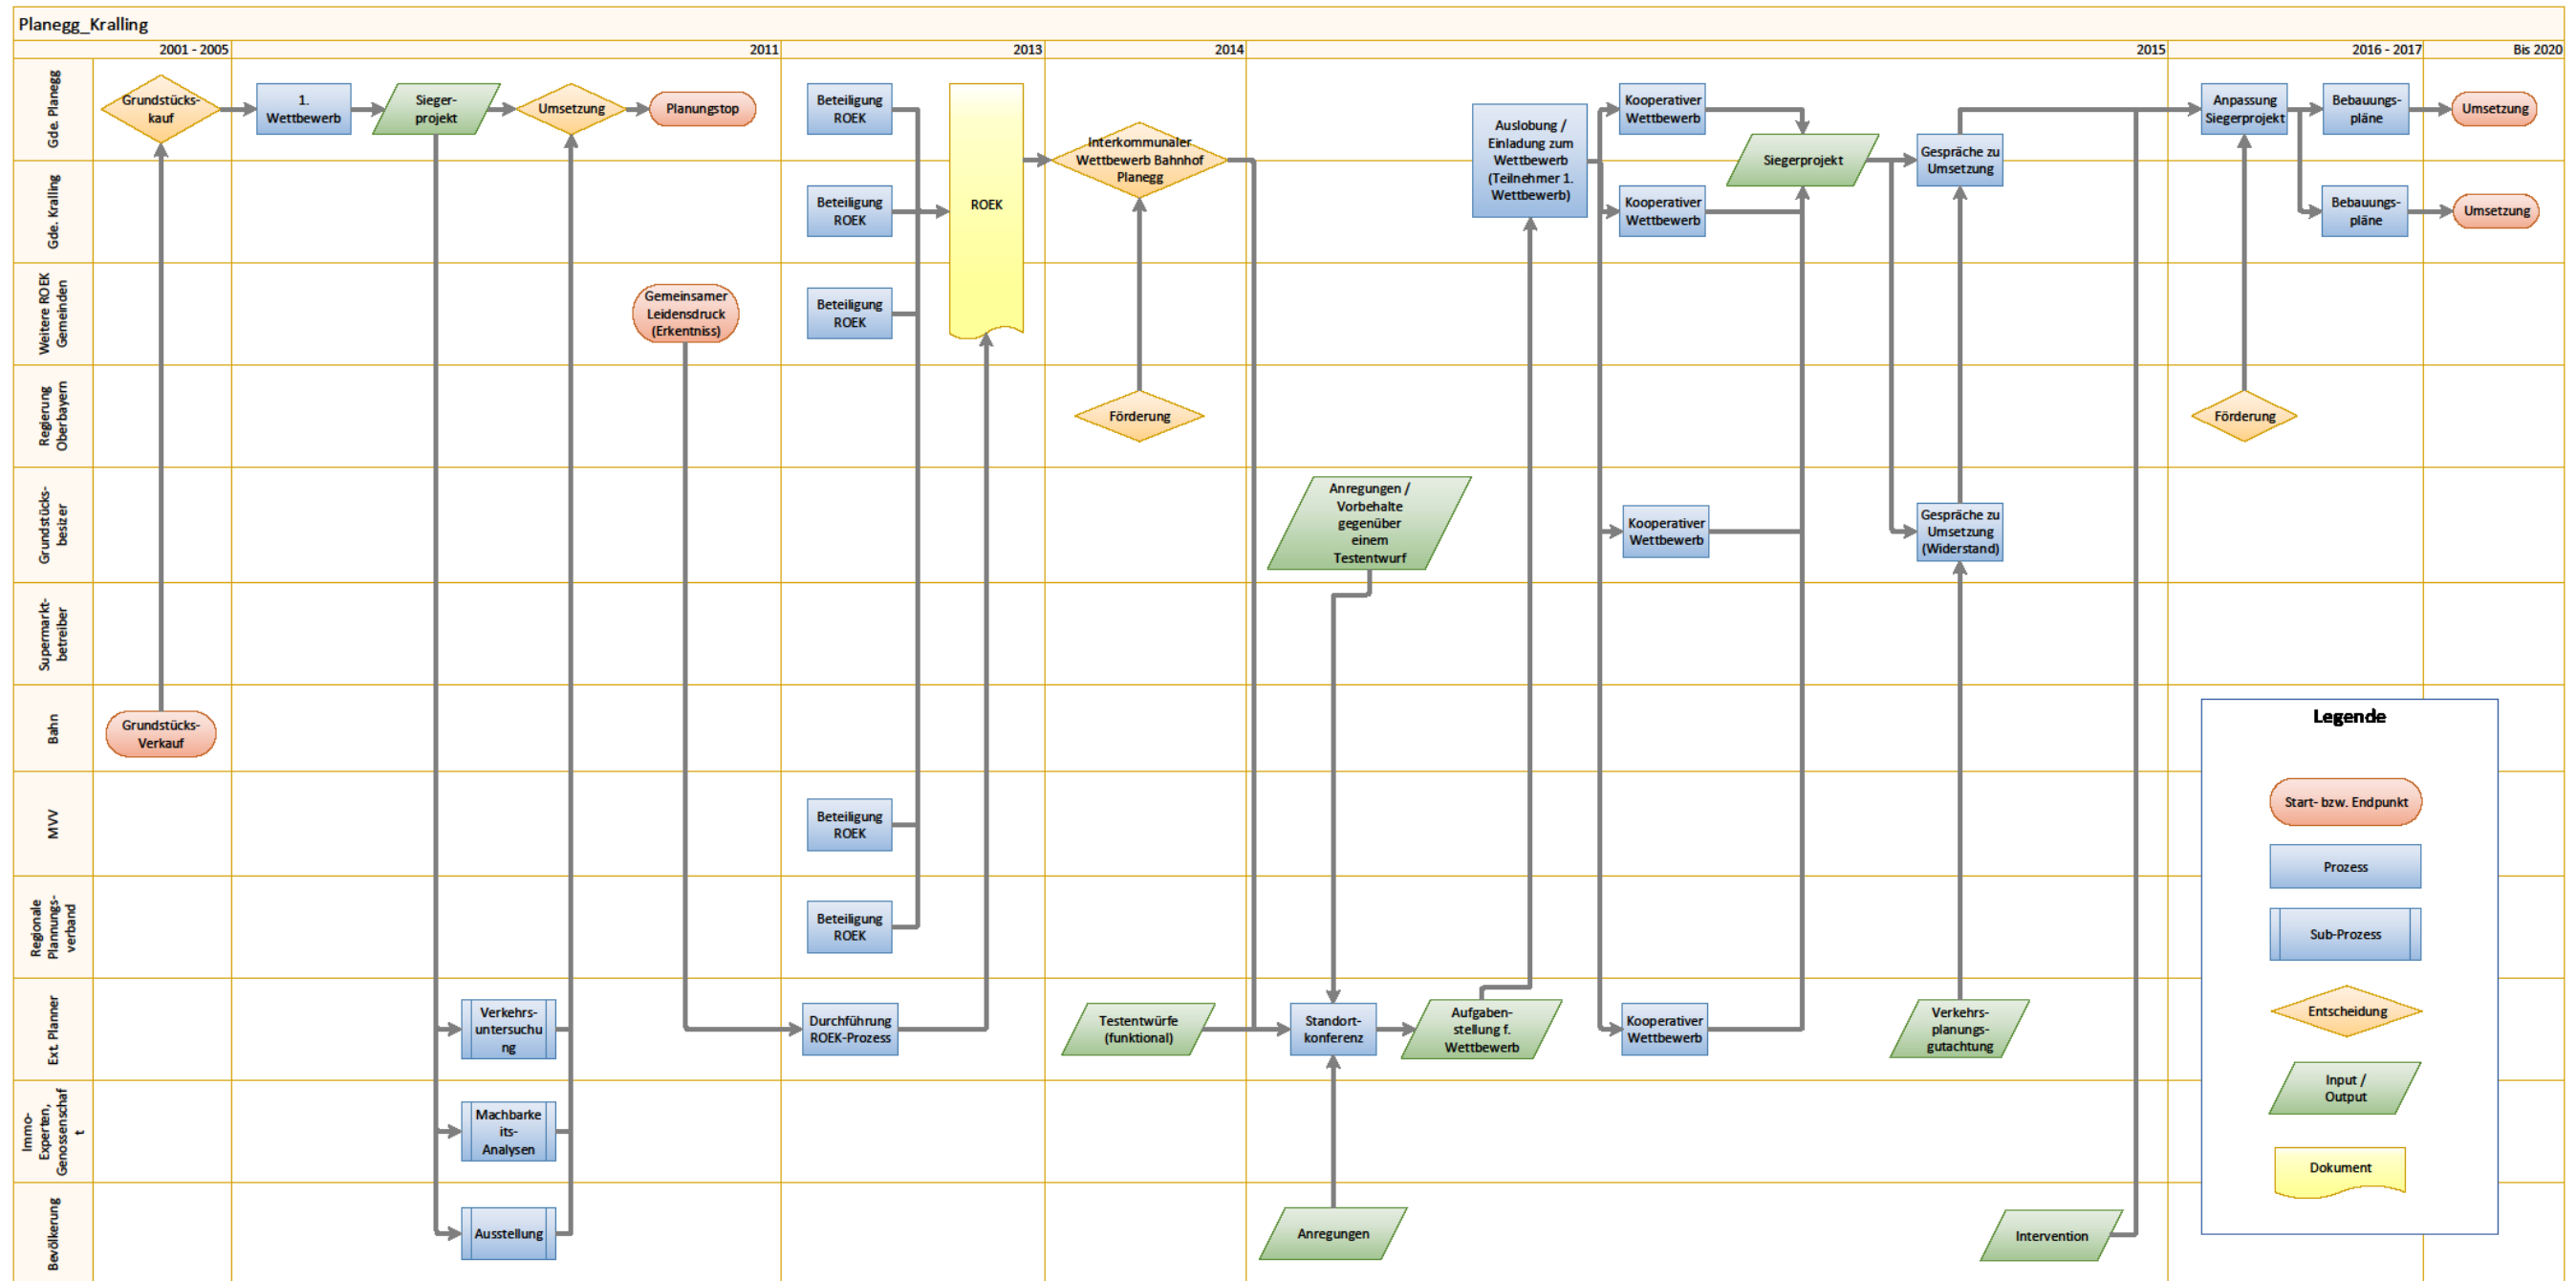 Planegg_Kralling
2001 - 2005
2011
2013
2014
2015
2016 - 2017
Bis 2020
Gde. Planegg
Grundstücks-
kauf
1.
Wettbewerb
Sieger-
projekt
Umsetzung
Planungstop
Beteiligung
ROEK
ROEK
Interkommunaler
Wettbewerb Bahnhof
Planegg
Auslobung /
Einladung zum
Wettbewerb
(Teilnehmer 1.
Wettbewerb)
Kooperativer
Wettbewerb
Siegerprojekt
Gespräche zu
Umsetzung
Anpassung
Siegerprojekt
Bebauungs-
pläne
Umsetzung
Gde. Kralling
Beteiligung
ROEK
Kooperativer
Wettbewerb
Bebauungs-
pläne
Umsetzung
Weitere ROEK
Gemeinden
Gemeinsamer
Leidensdruck
(Erkentniss)
Beteiligung
ROEK
Regierung
Oberbayern
Förderung
Förderung
Grundstücks-
besizer
Anregungen /
Vorbehalte
gegenüber
einem
Testentwurf
Kooperativer
Wettbewerb
Gespräche zu
Umsetzung
(Widerstand)
Supermarkt-
betreiber
Bahn
Grundstücks-
Verkauf
MVV
Beteiligung
ROEK
Regionale
Plannungs-
verband
Beteiligung
ROEK
Ext. Planner
Verkehrs-
untersuchu
ng
Durchführung
ROEK-Prozess
Testentwürfe
(funktional)
Standort-
konferenz
Aufgaben-
stellung f.
Wettbewerb
Kooperativer
Wettbewerb
Verkehrs-
planungs-
gutachtung
Immo-
Experten,
Genossenschaf
t
Machbarke
its-
Analysen
Bevölkerung
Ausstellung
Anregungen
Intervention
Legende
Start- bzw. Endpunkt
Prozess
Sub-Prozess
Entscheidung
Input /
Output
Dokument